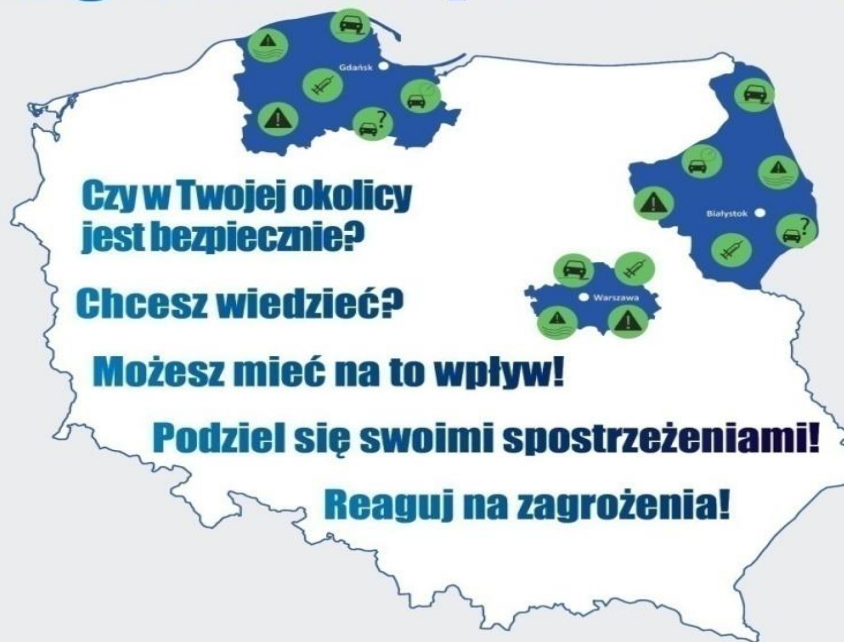 Gdańsk
Czy w Twojej okolicy
jest bezpiecznie?
Białystok
Chcesz wiedzieć?
Warszawa
Możesz mieć na to wpływ!
Podziel się swoimi spostrzeżeniami!
Reaguj na zagrożenia!